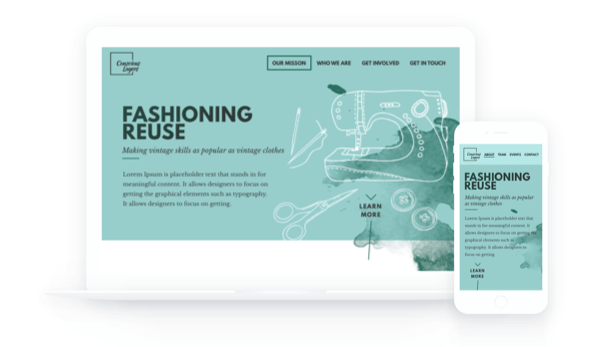 Conscious
Layers
OUR MISSON
WHO WE ARE
GET INVOLVED
GET IN TOUCH
FASHIONING
REUSE
Making vintage skills as popular as vintage clothes
Lorem Ipsum is placeholder text that stands in for
meaningful content. It allows designers to focus on
getting the graphical elements such as typography.
It allows designers to focus on getting.
LEARN
MORE
Conscious
Layers
ABOUT
TEAM
EVENTS
CONTACT
FASHIONING
REUSE
Making vintage skills as popular
as vintage clothes
Lorem Ipsum is placeholder text that
stands in for meaningful content. It
allows designers to focus on getting the
graphical elements such as
typography. It allows designers to
focus on getting.
LEARN
MORE